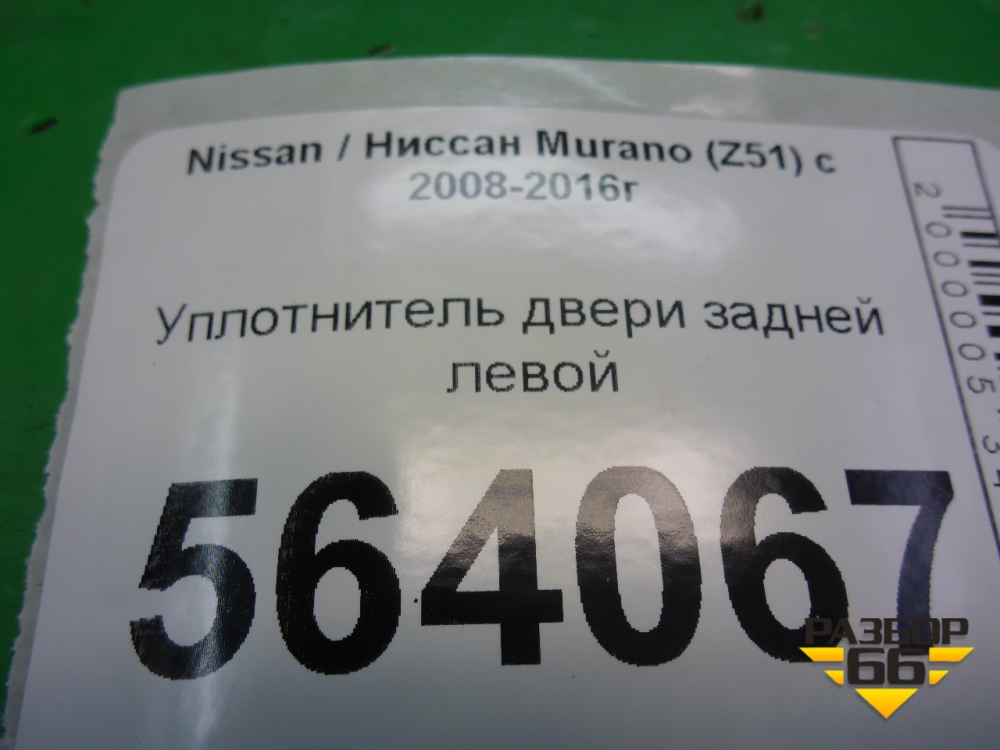 Nissan / Ниссан Murano (Z51) с
2008-2016г
Уплотнитель двери задней
левой
564067
РАЗБОР
66